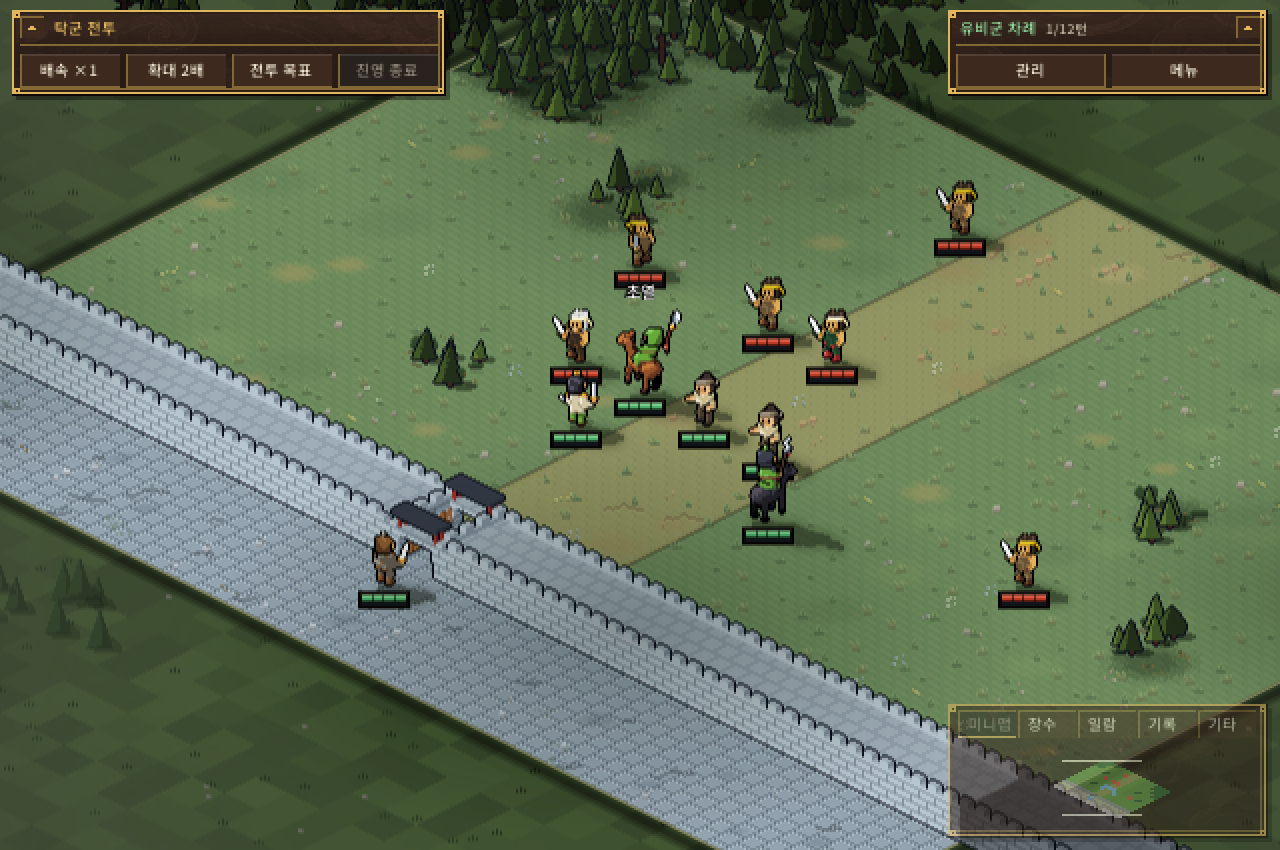 탁군 전투
배속 ×1
확대 2배
전투 목표
진영 종료
유비군 차례 1/12턴
관리
메뉴
초열
미니맵
장수
일람
기록
기타